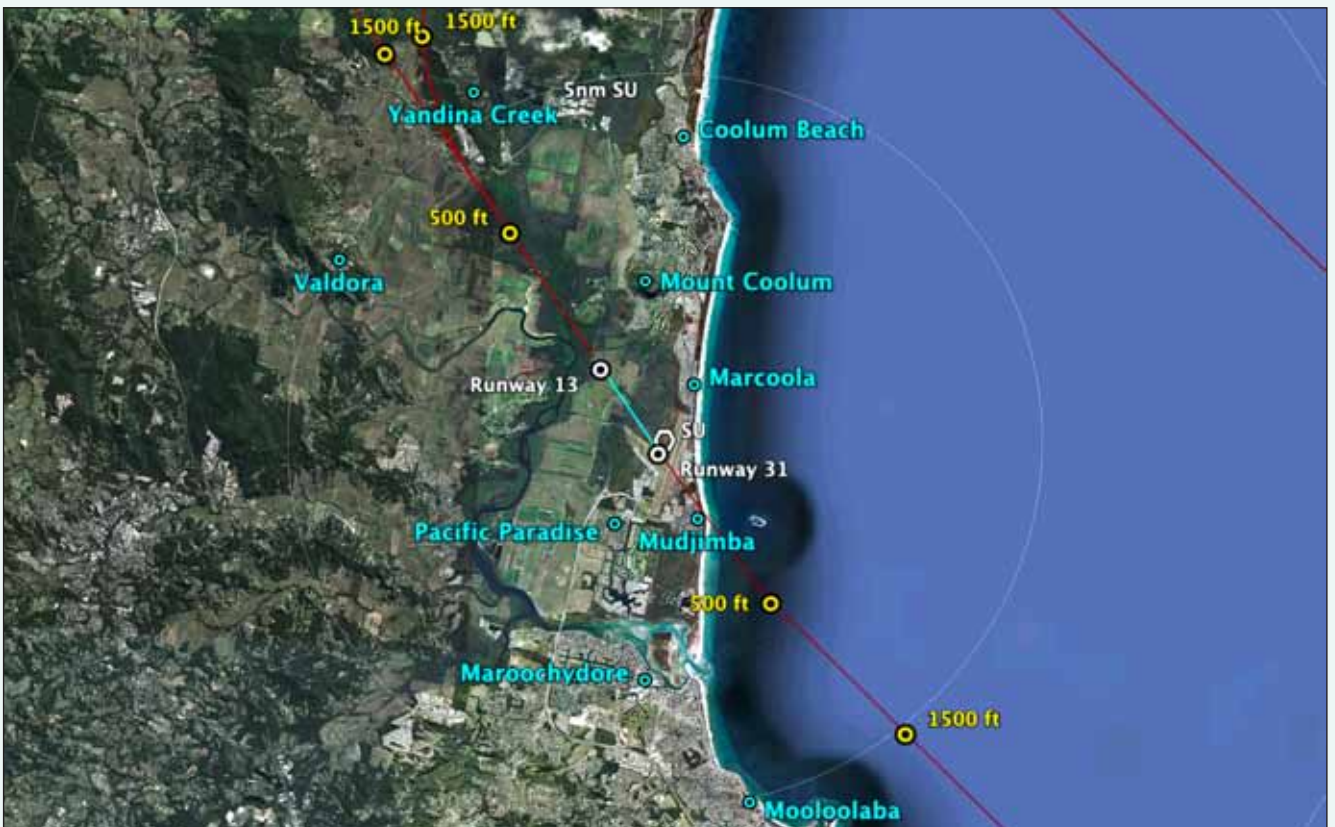 1500 ft
1500 ft
Yandina Creek
5nm SU
Coolum Beach
500 ft
Valdora
Mount Coolum
Runway 13
Marcoola
SU
Runway 31
Pacific Paradise
Mudjimba
500 ft
Maroochydore
1500 ft
Mooloolaba